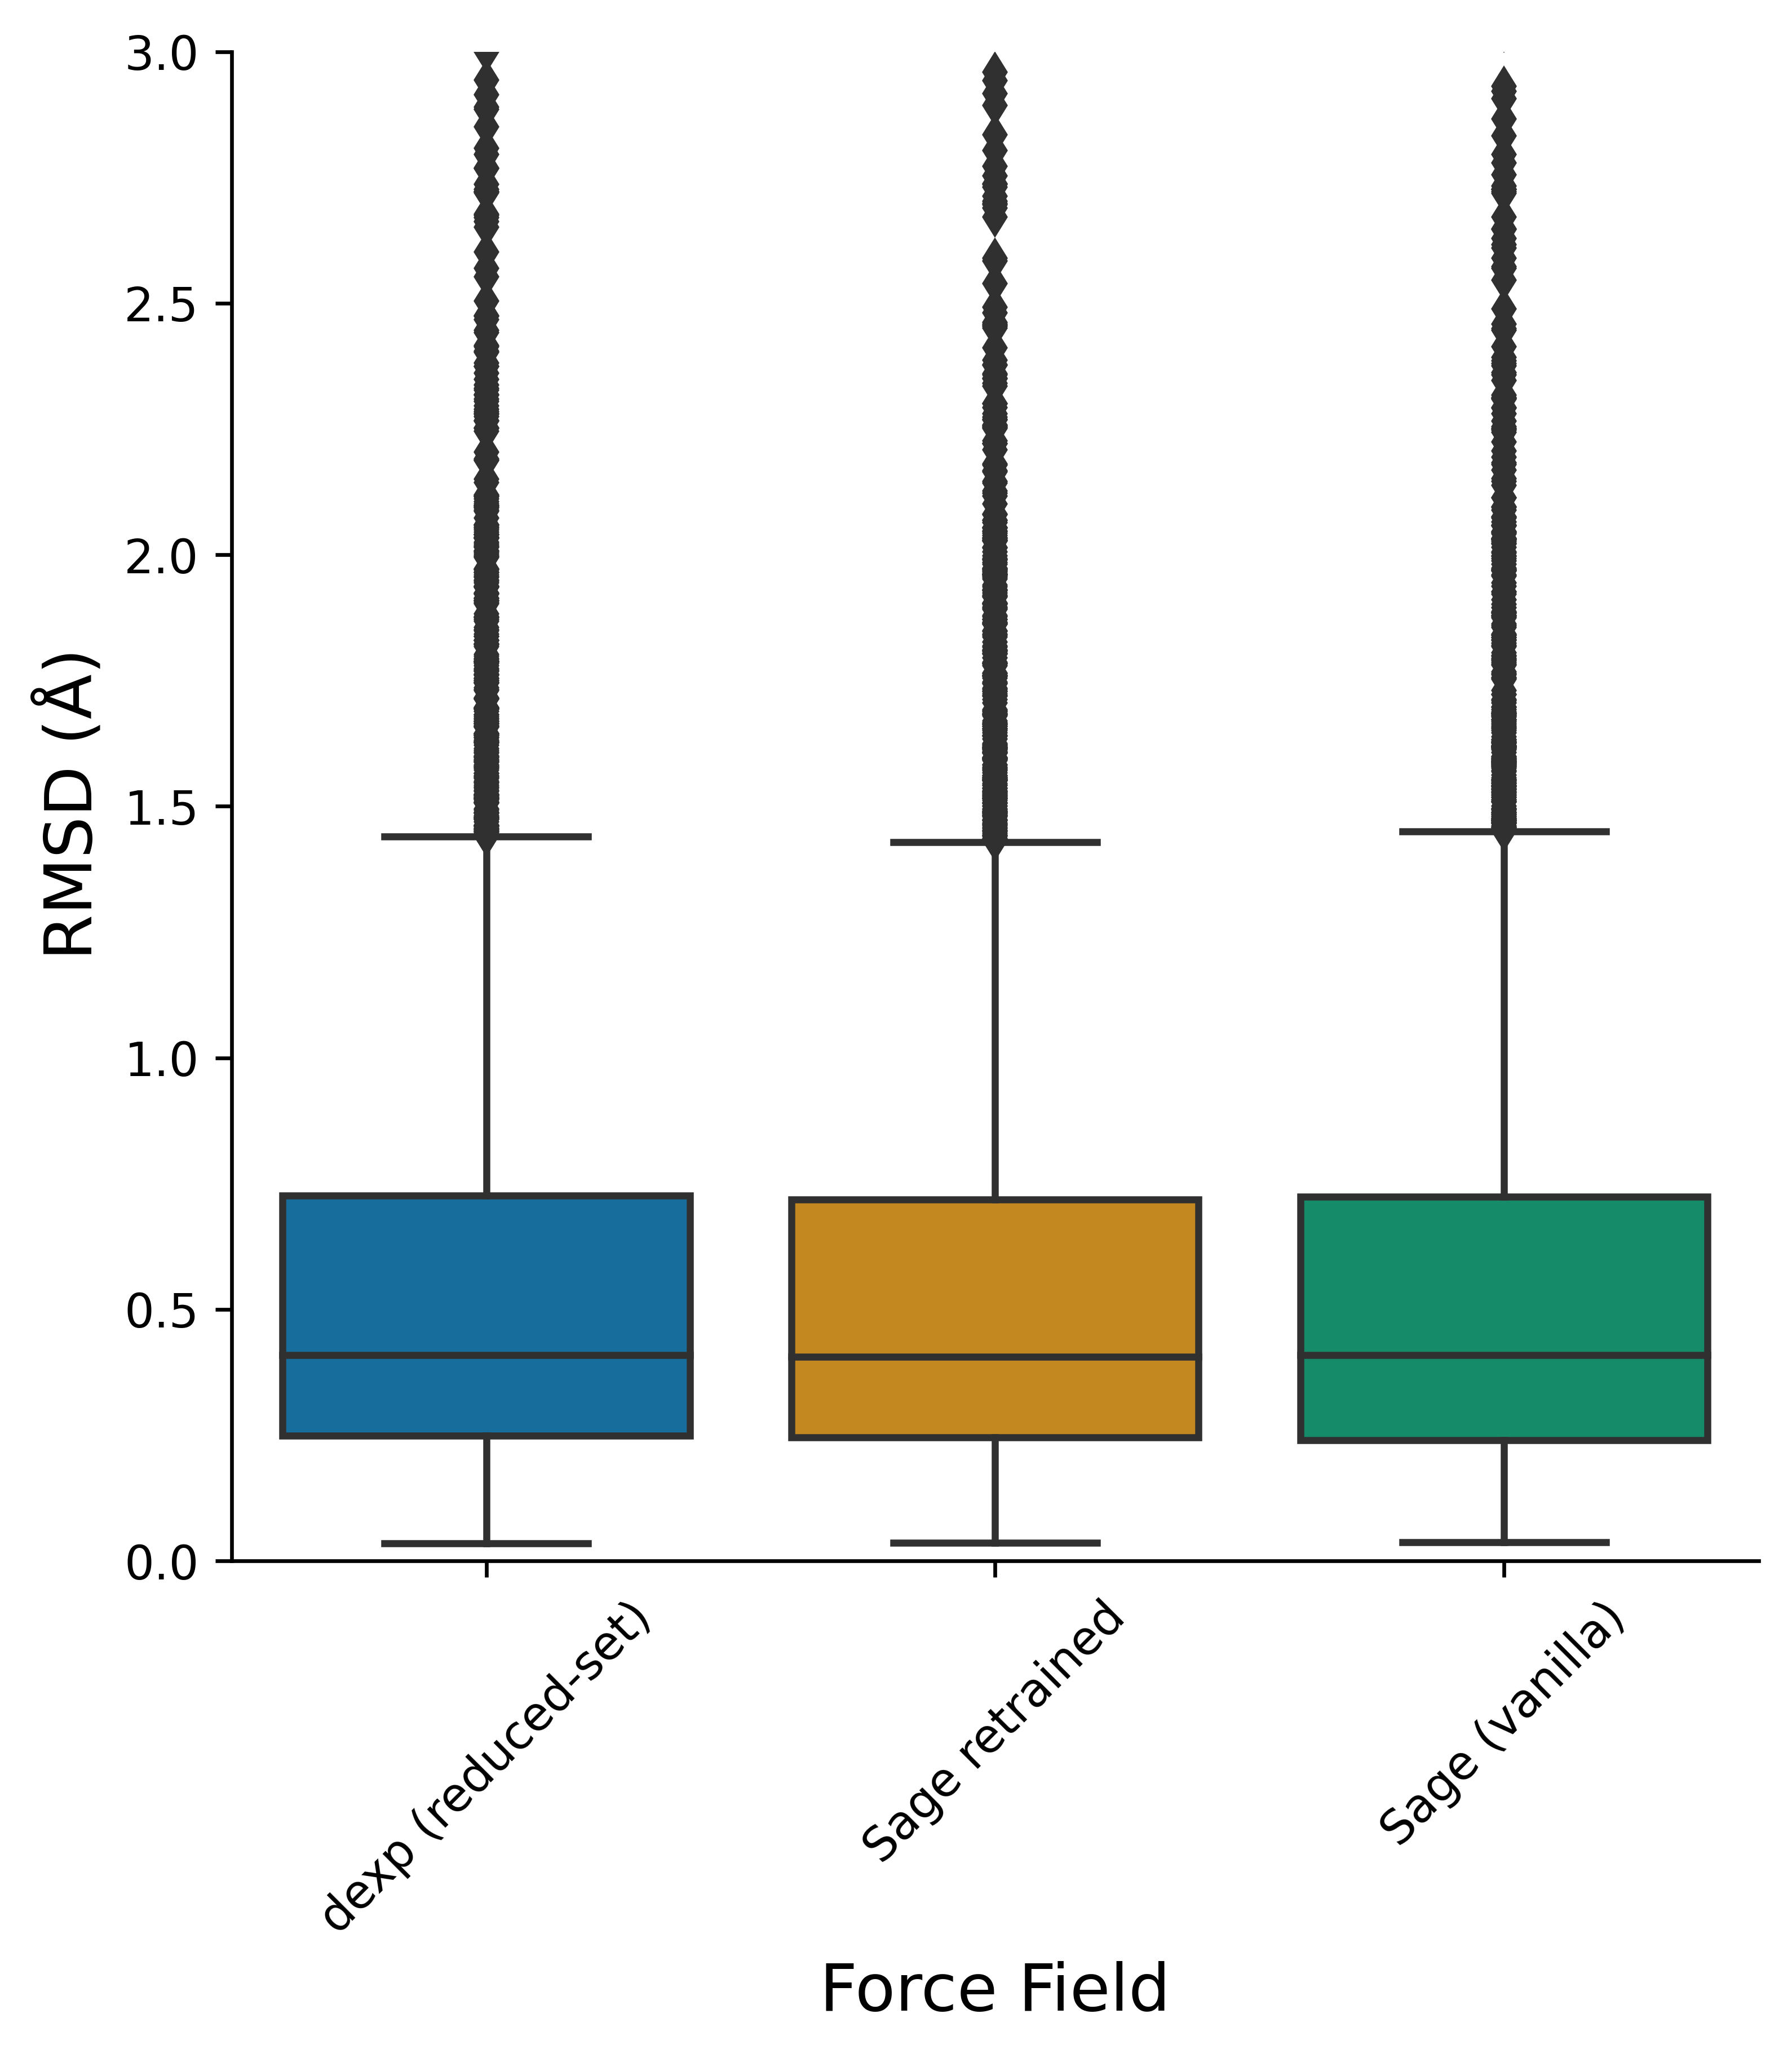 3.0
2.5
2.0
1.5
1.0
0.5
0.0
RMSD (Å)
dexp (reduced-set)
Sage retrained
Sage (vanilla)
Force Field